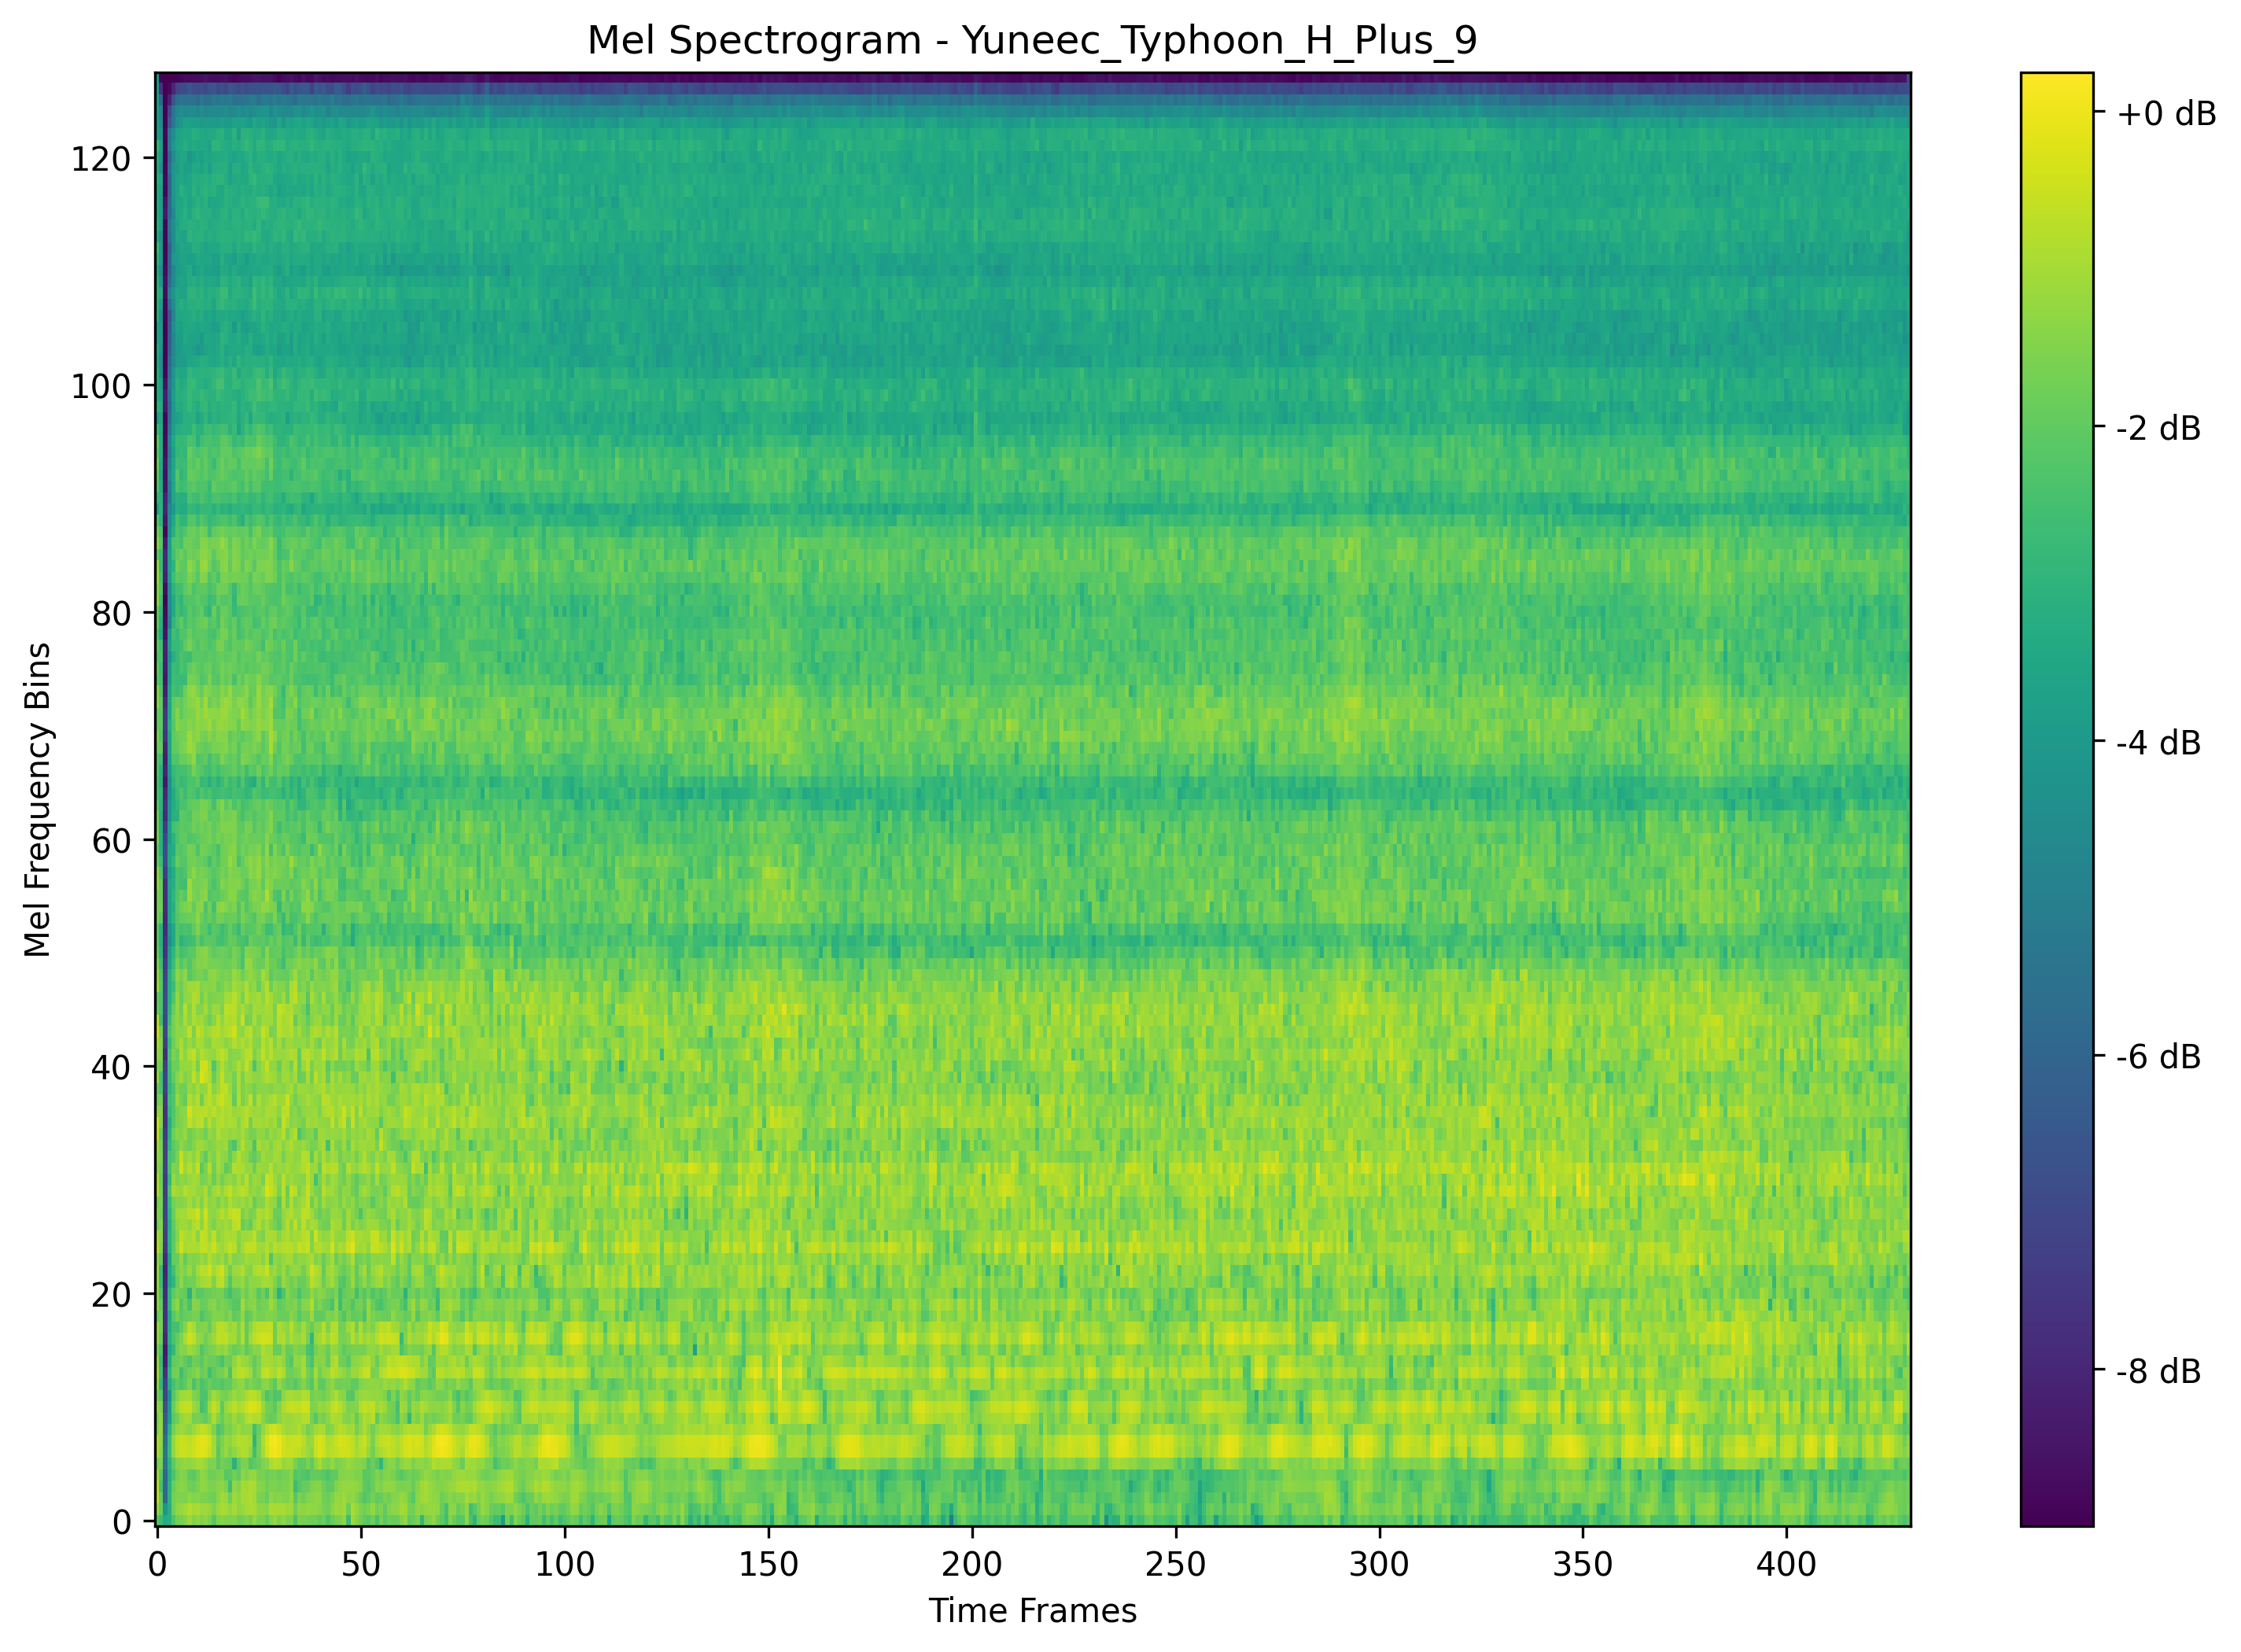 Mel Spectrogram - Yuneec_Typhoon_H_Plus_9
Mel Frequency Bins
120
100
80
60
40
20
0
0 50 100 150 200 250 300 350 400
Time Frames
+0 dB
-2 dB
-4 dB
-6 dB
-8 dB